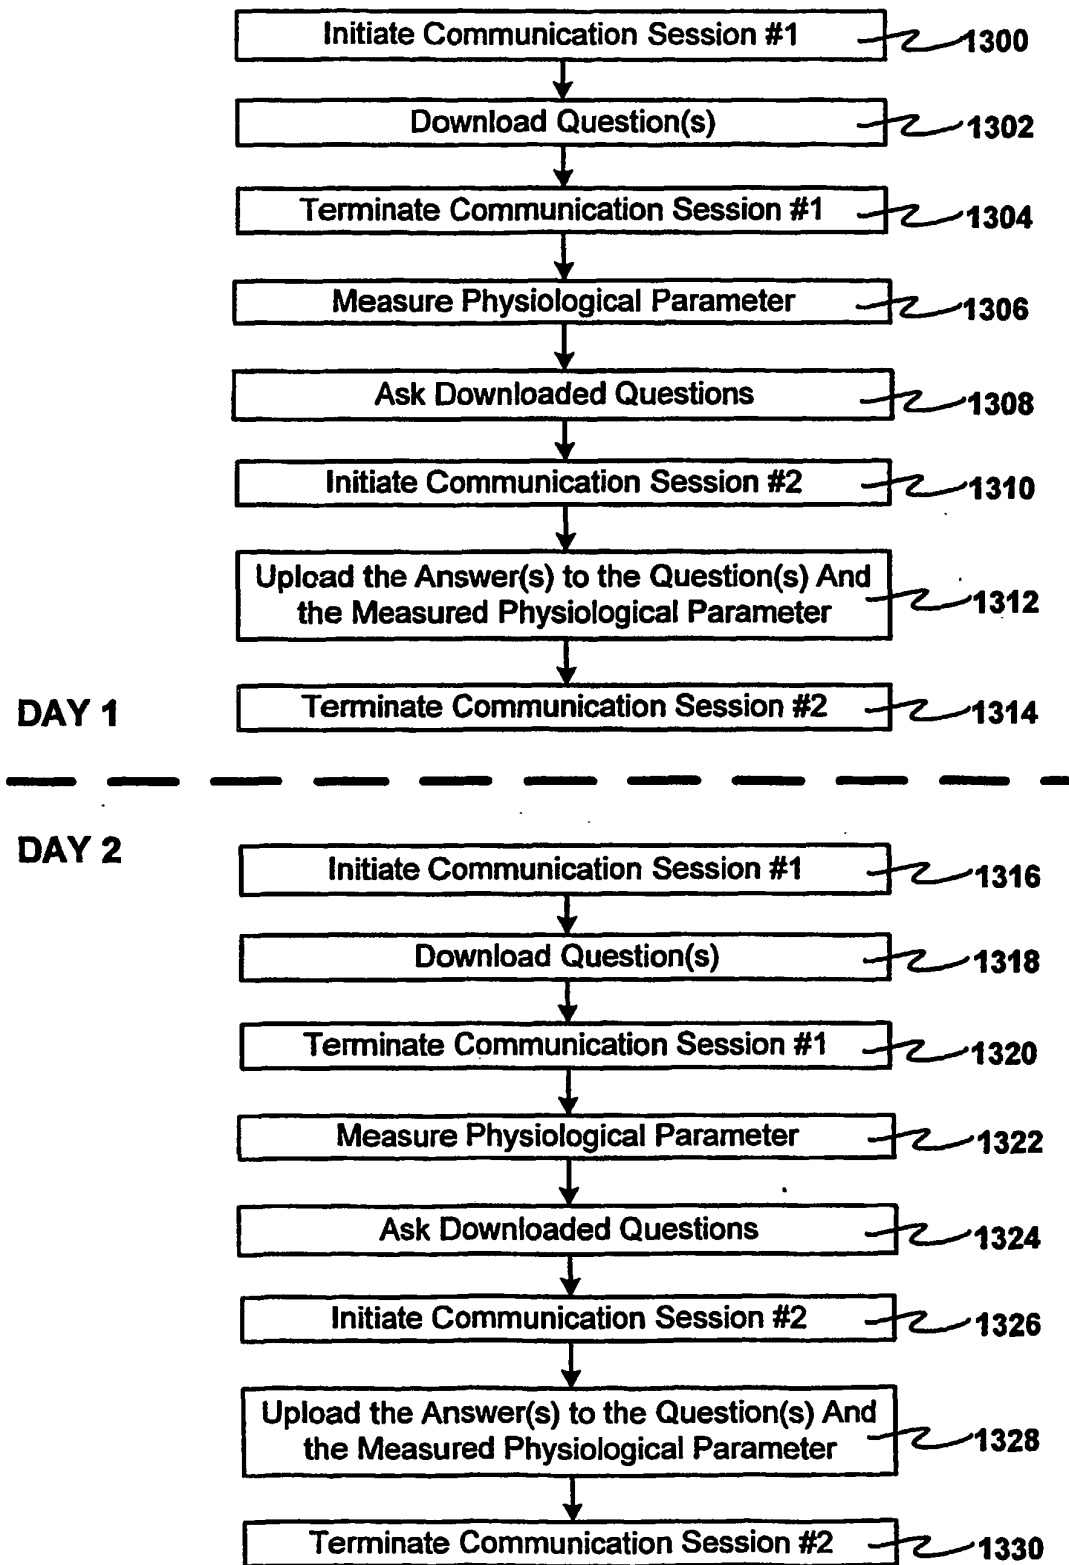 Initiate Communication Session #1 1300
Download Question(s) 1302
Terminate Communication Session #1 1304
Measure Physiological Parameter 1306
Ask Downloaded Questions 1308
Initiate Communication Session #2 1310
Upload the Answer(s) to the Question(s) And
the Measured Physiological Parameter 1312
Terminate Communication Session #2 1314
DAY 1
DAY 2
Initiate Communication Session #1 1316
Download Question(s) 1318
Terminate Communication Session #1 1320
Measure Physiological Parameter 1322
Ask Downloaded Questions 1324
Initiate Communication Session #2 1326
Upload the Answer(s) to the Question(s) And
the Measured Physiological Parameter 1328
Terminate Communication Session #2 1330